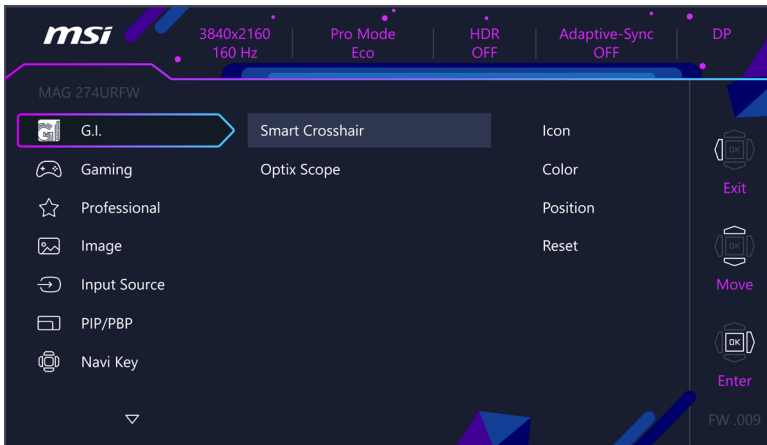 msi
3840x2160
160 Hz
Pro Mode
Eco
HDR
OFF
Adaptive-Sync
OFF
DP
MAG 274URFW
G.I.
Smart Crosshair
Icon
Gaming
Optix Scope
Color
Professional
Position
Image
Reset
Input Source
PIP/PBP
Navi Key
OK
Exit
OK
Move
OK
Enter
FW .009